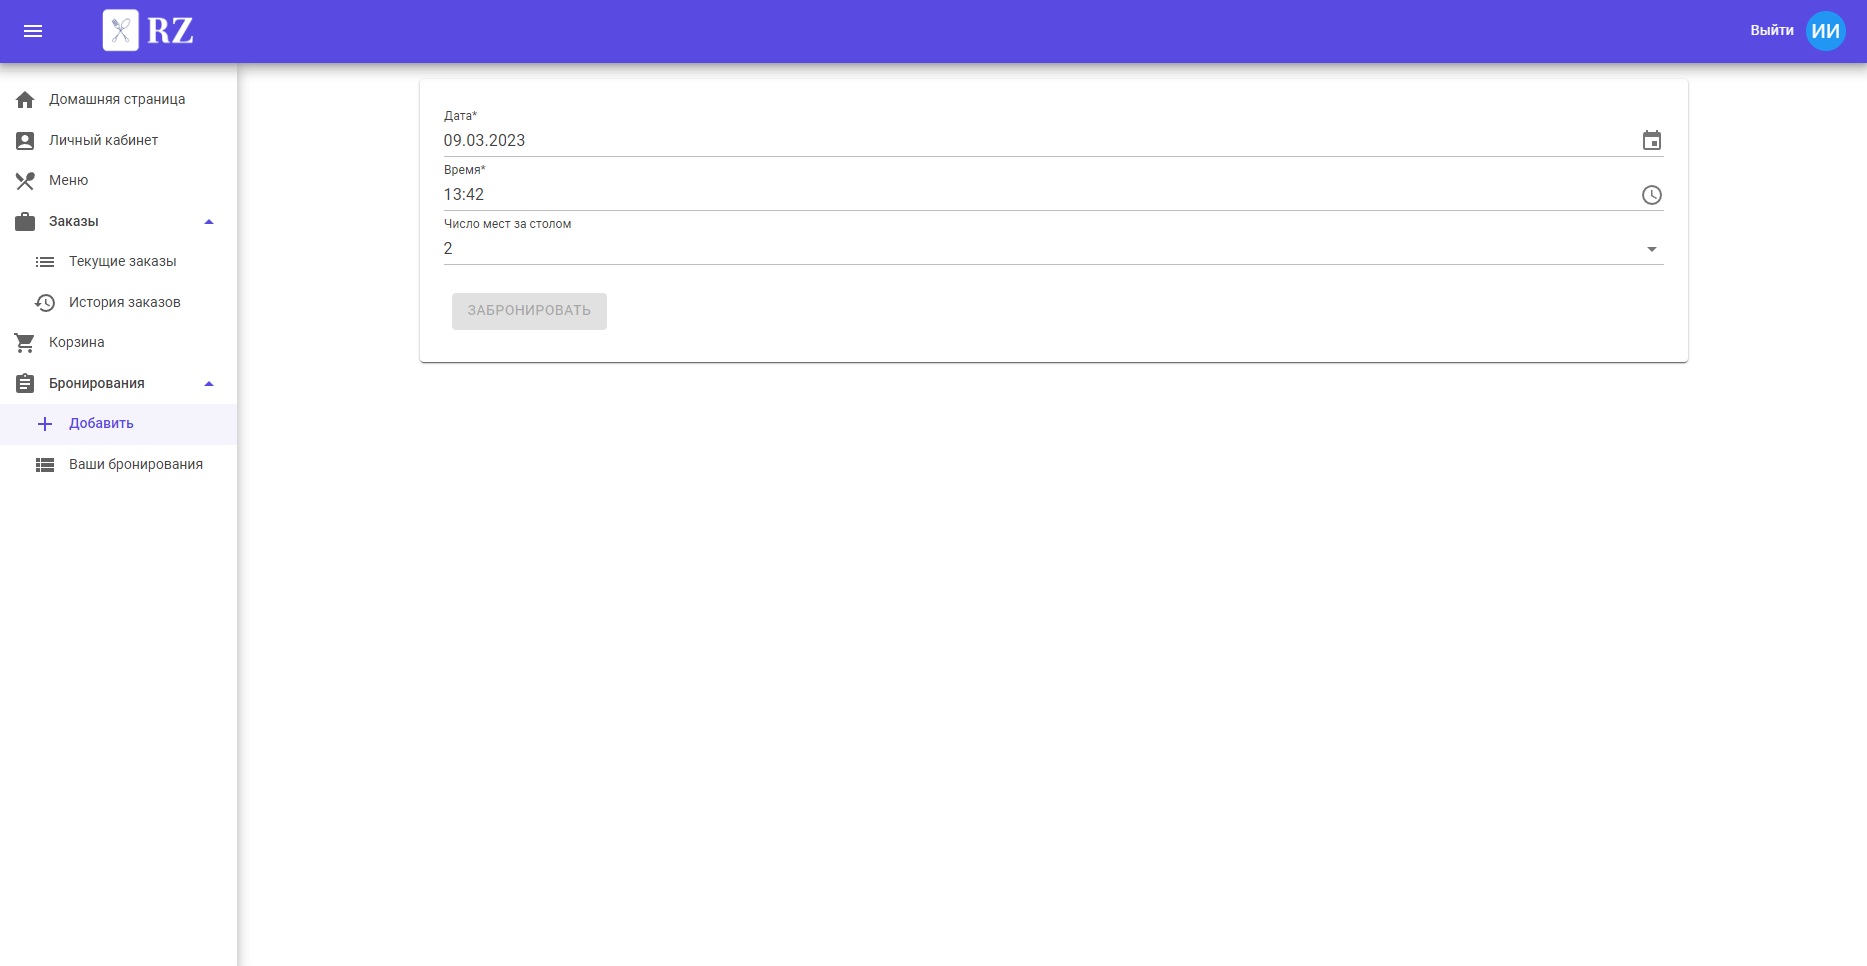 RZ
Выйти
ИИ
Домашняя страница
Личный кабинет
Меню
Заказы
Текущие заказы
История заказов
Корзина
Бронирования
Добавить
Ваши бронирования
Дата*
09.03.2023
Время*
13:42
Число мест за столом
2
ЗАБРОНИРОВАТЬ